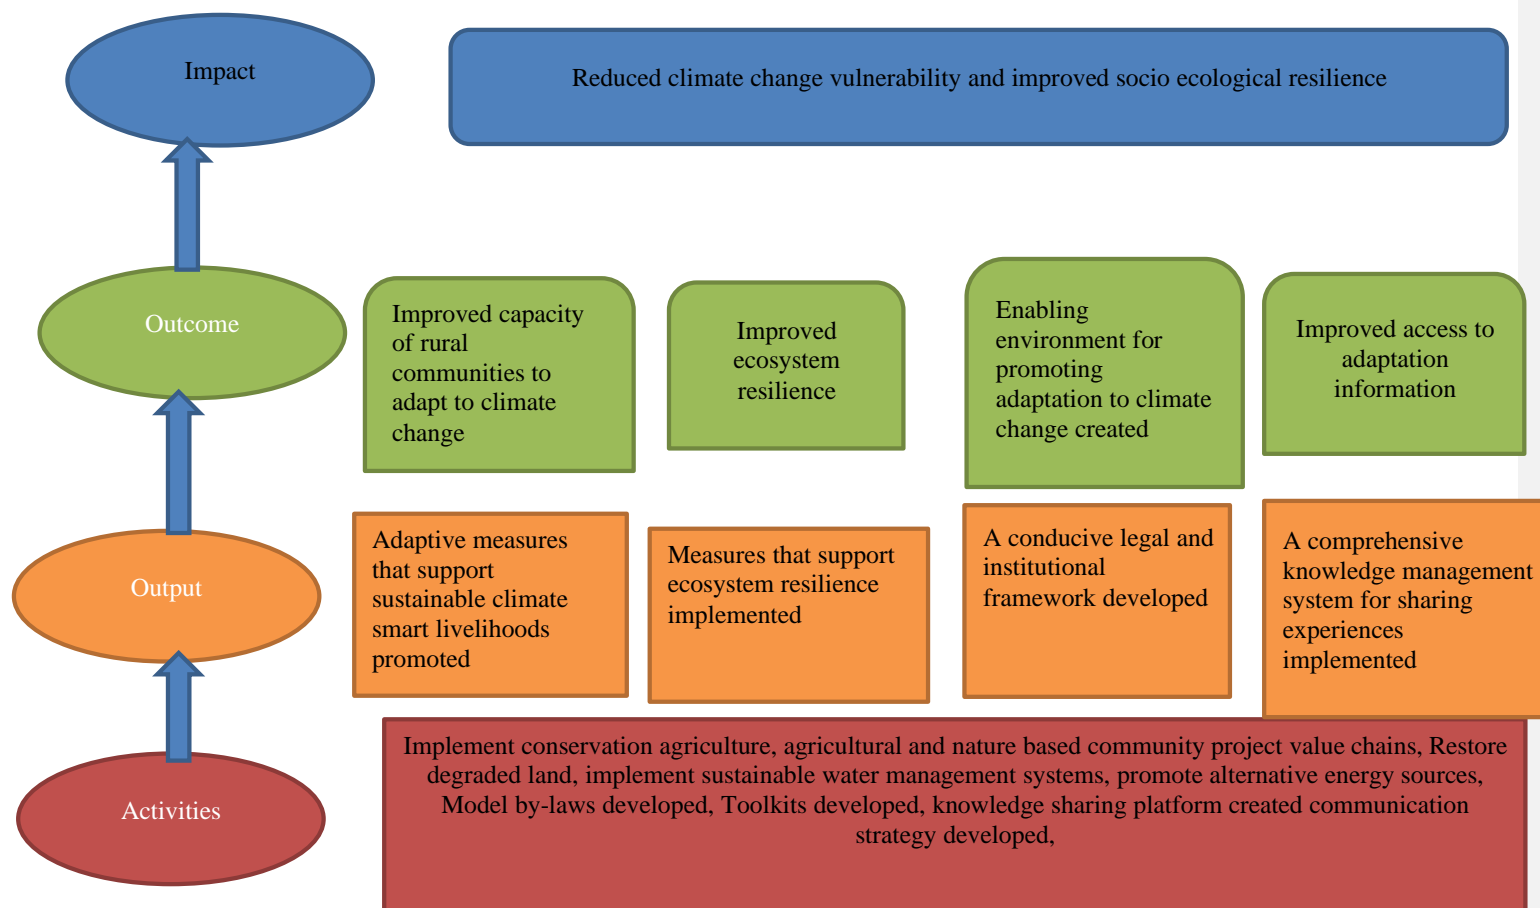 Impact
Reduced climate change vulnerability and improved socio ecological resilience
Outcome
Improved capacity
of rural
communities to
adapt to climate
change
Improved
ecosystem
resilience
Enabling
environment for
promoting
adaptation to climate
change created
Improved access to
adaptation
information
Output
Adaptive measures
that support
sustainable climate
smart livelihoods
promoted
Measures that support
ecosystem resilience
implemented
A conducive legal and
institutional
framework developed
A comprehensive
knowledge management
system for sharing
experiences
implemented
Activities
Implement conservation agriculture, agricultural and nature based community project value chains, Restore
degraded land, implement sustainable water management systems, promote alternative energy sources,
Model by-laws developed, Toolkits developed, knowledge sharing platform created communication
strategy developed,